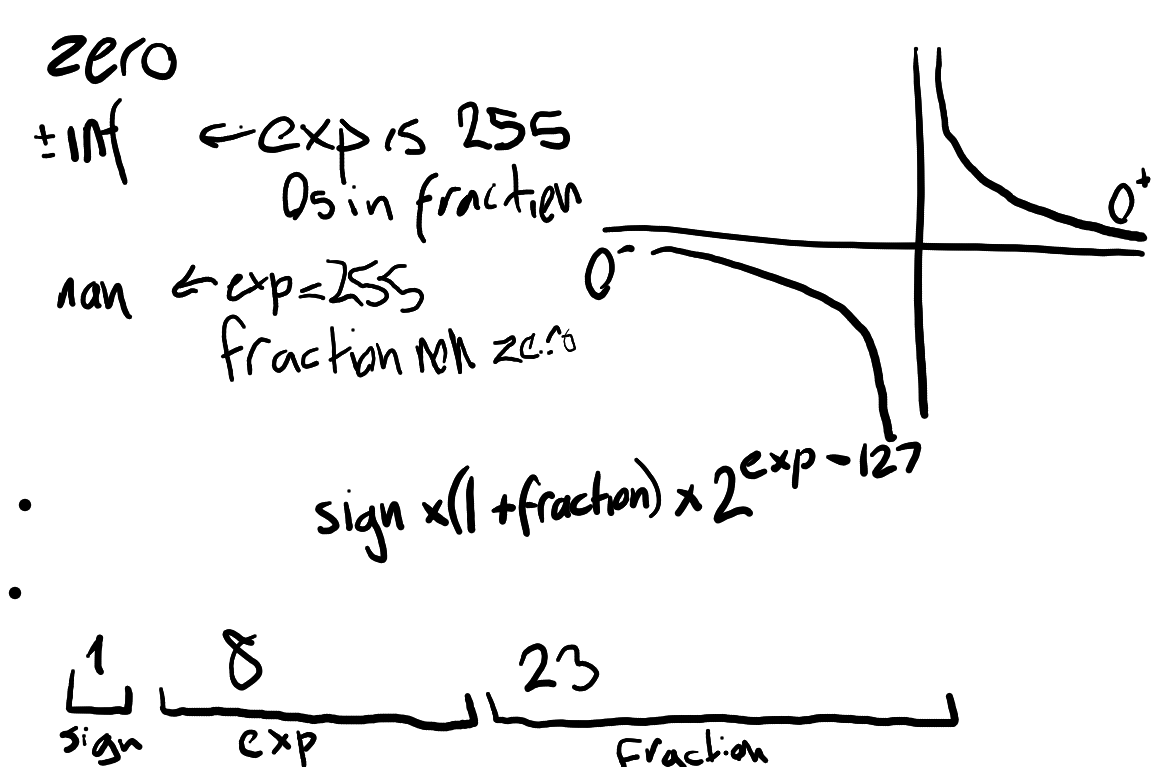 zero
±inf ← exp is 255
0s in fraction
0⁺
0⁻
nan ← exp=255
fraction non zero
sign ×(1 + fraction) × 2^exp - 127
1 8 23
sign exp fraction